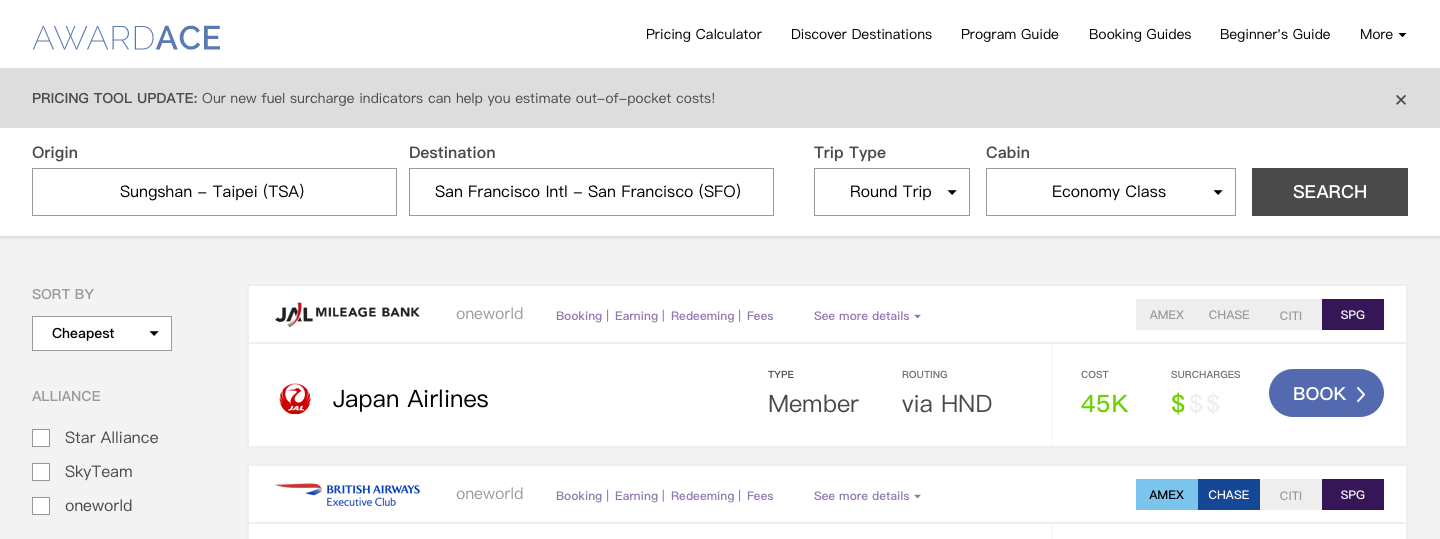 AWARDACE
Pricing Calculator Discover Destinations Program Guide Booking Guides Beginner's Guide More
PRICING TOOL UPDATE: Our new fuel surcharge indicators can help you estimate out-of-pocket costs! ×
Origin Destination Trip Type Cabin
Sungshan - Taipei (TSA) San Francisco Intl - San Francisco (SFO) Round Trip Economy Class SEARCH
SORT BY
Cheapest
ALLIANCE
Star Alliance
SkyTeam
oneworld
JAL MILEAGE BANK oneworld Booking | Earning | Redeeming | Fees See more details AMEX CHASE CITI SPG
TYPE ROUTING COST SURCHARGES
JAL Japan Airlines Member via HND 45K $$$ BOOK
BRITISH AIRWAYS
Executive Club
oneworld Booking | Earning | Redeeming | Fees See more details AMEX CHASE CITI SPG